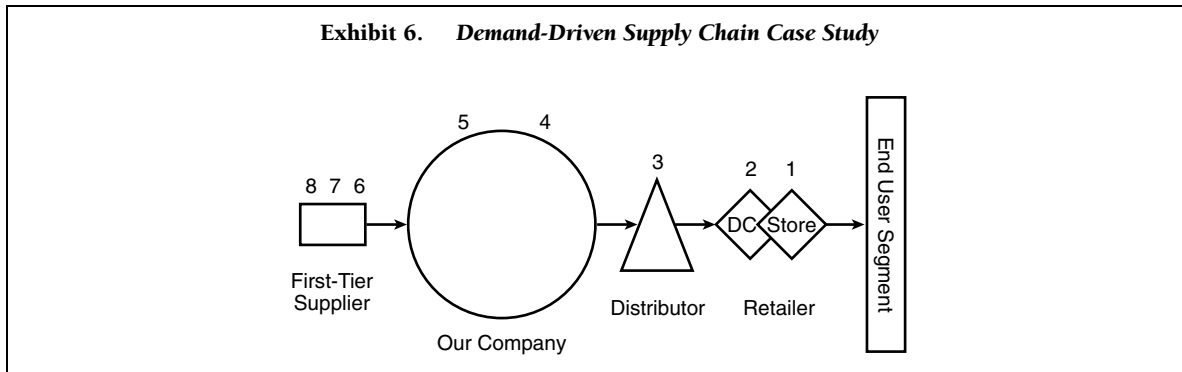 Exhibit 6. Demand-Driven Supply Chain Case Study
5 4
3
2 1
8 7 6
DC Store
End User Segment
First-Tier
Supplier
Distributor Retailer
Our Company